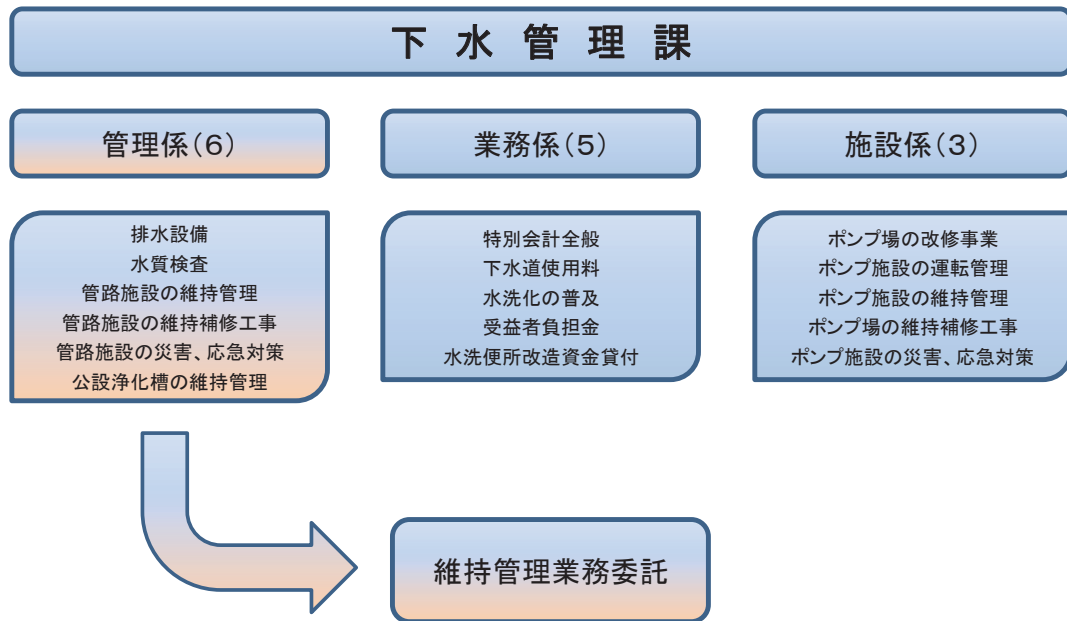 下水管理課
管理係(6)
排水設備
水質検査
管路施設の維持管理
管路施設の維持補修工事
管路施設の災害、応急対策
公設浄化槽の維持管理
業務係(5)
特別会計全般
下水道使用料
水洗化の普及
受益者負担金
水洗便所改造資金貸付
施設係(3)
ポンプ場の改修事業
ポンプ施設の運転管理
ポンプ施設の維持管理
ポンプ場の維持補修工事
ポンプ施設の災害、応急対策
維持管理業務委託